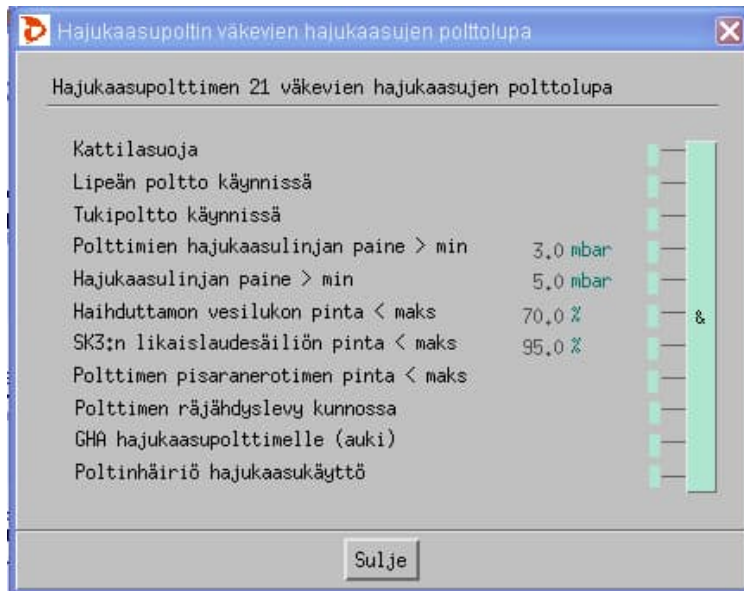 Hajukaasupoltin väkevien hajukaasujen polttolupa
Hajukaasupolttimen 21 väkevien hajukaasujen polttolupa
Kattilasuoja
Lipeän poltto käynnissä
Tukipoltto käynnissä
Polttimien hajukaasulinjan paine > min 3.0 mbar
Hajukaasulinjan paine > min 5.0 mbar
Haihduttamon vesilukon pinta < maks 70.0 %
&
SK3:n likaislaudesäiliön pinta < maks 95.0 %
Polttimen pisaranerotimen pinta < maks
Polttimen räjähdyslevy kunnossa
GHA hajukaasupolttimelle (auki)
Poltinhäiriö hajukaasukäyttö
Sulje